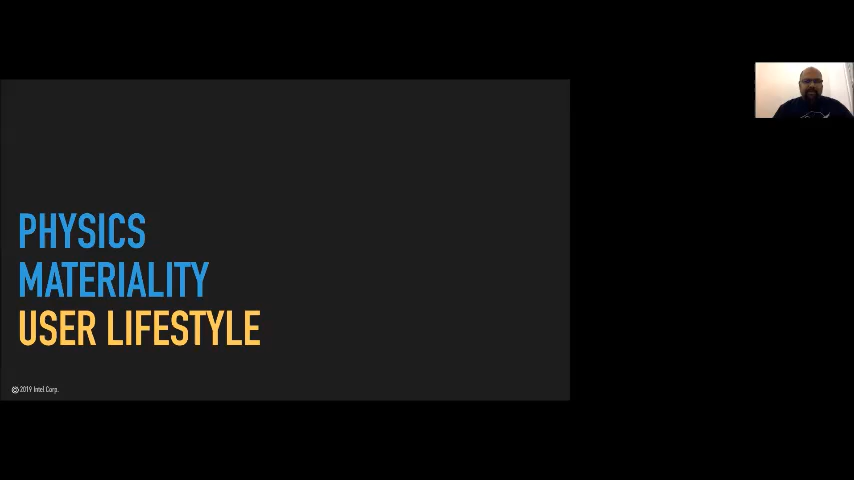 PHYSICS
MATERIALITY
USER LIFESTYLE
© 2019 Intel Corp.